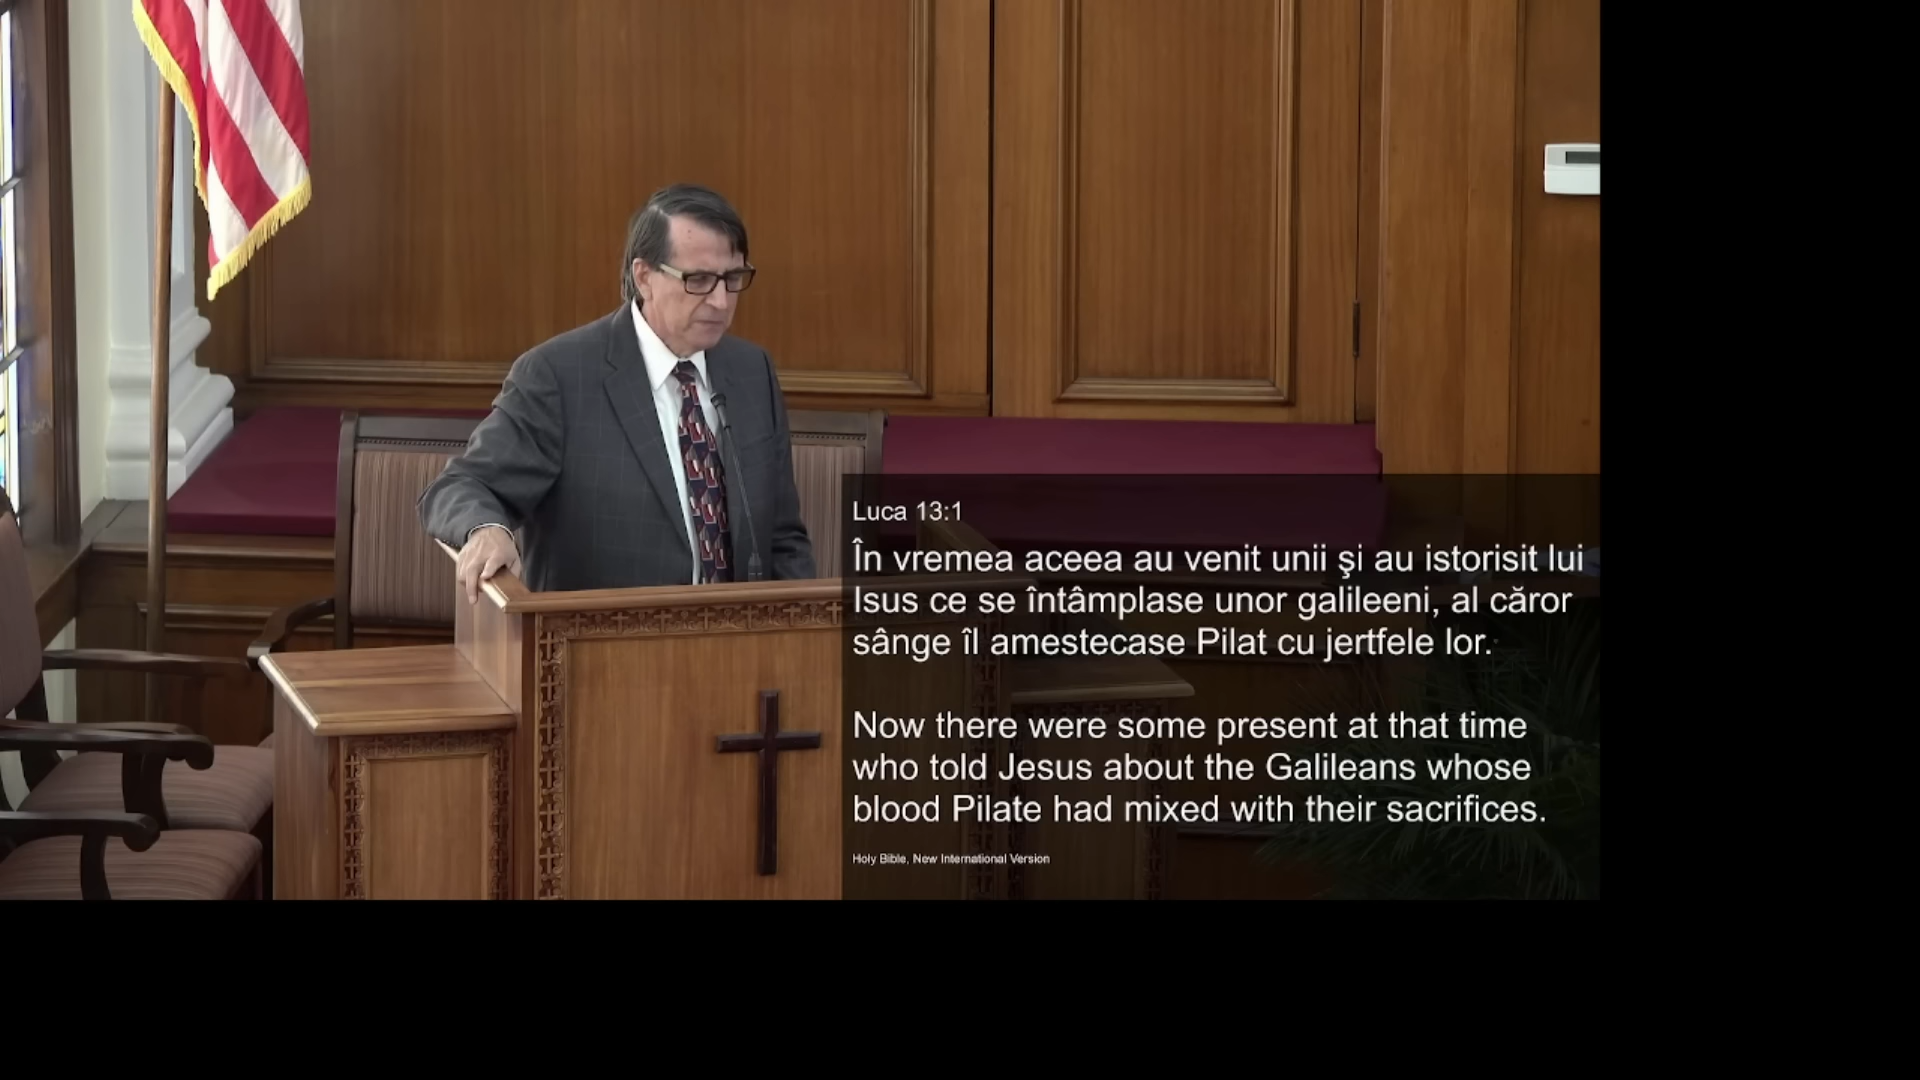 Luca 13:1
În vremea aceea au venit unii şi au istorisit lui
Isus ce se întâmplase unor galileeni, al căror
sânge îl amestecase Pilat cu jertfele lor.
Now there were some present at that time
who told Jesus about the Galileans whose
blood Pilate had mixed with their sacrifices.
Holy Bible, New International Version